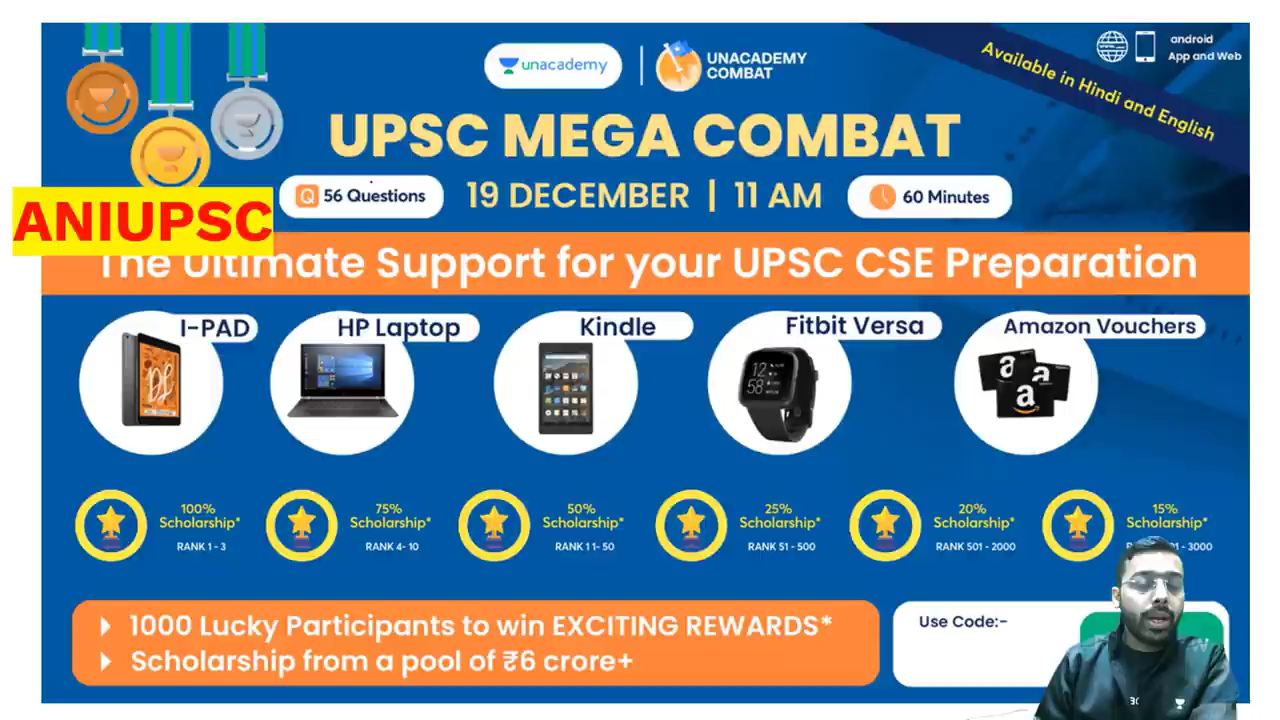 unacademy
UNACADEMY
COMBAT
android
App and Web
Available in Hindi and English
UPSC MEGA COMBAT
Q 56 Questions
19 DECEMBER | 11 AM
60 Minutes
ANIUPSC
The Ultimate Support for your UPSC CSE Preparation
I-PAD
HP Laptop
Kindle
Fitbit Versa
Amazon Vouchers
100%
Scholarship*
RANK 1 - 3
75%
Scholarship*
RANK 4- 10
50%
Scholarship*
RANK 11- 50
25%
Scholarship*
RANK 51 - 500
20%
Scholarship*
RANK 501 - 2000
15%
Scholarship*
- 3000
1000 Lucky Participants to win EXCITING REWARDS*
Scholarship from a pool of ₹6 crore+
Use Code:-